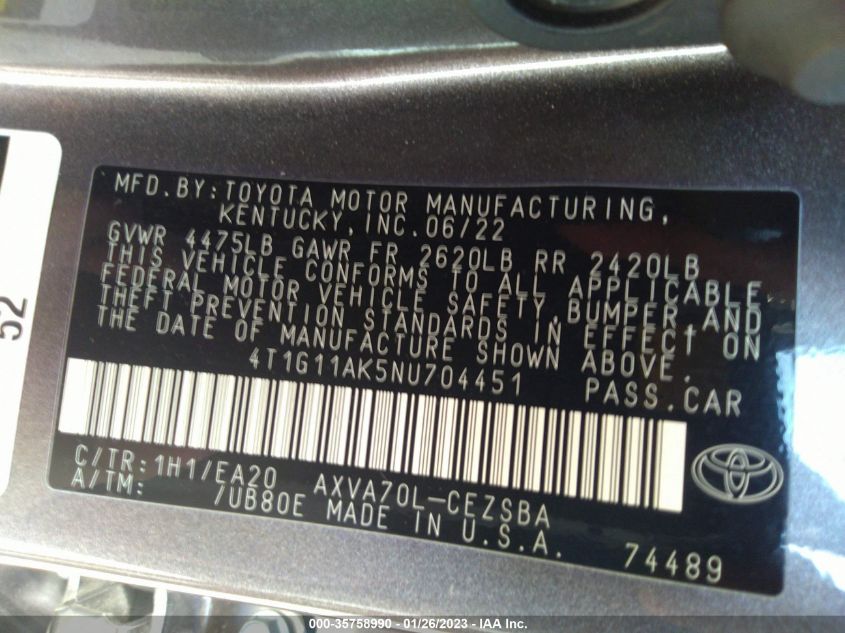 MFD. BY: TOYOTA MOTOR MANUFACTURING,
KENTUCKY, INC. 06/22
GVWR 4475LB GAWR FR 2620LB RR 2420LB
THIS VEHICLE CONFORMS TO ALL APPLICABLE
FEDERAL MOTOR VEHICLE SAFETY, BUMPER, AND
THEFT PREVENTION STANDARDS IN EFFECT ON
THE DATE OF MANUFACTURE SHOWN ABOVE.
4T1G11AK5NU704451 PASS. CAR
C/TR: 1H1/EA20 AXVA70L-CEZSBA
A/TM: /UB80E MADE IN U.S.A.
74489
52
000-35758990 - 01/26/2023 - IAA Inc.